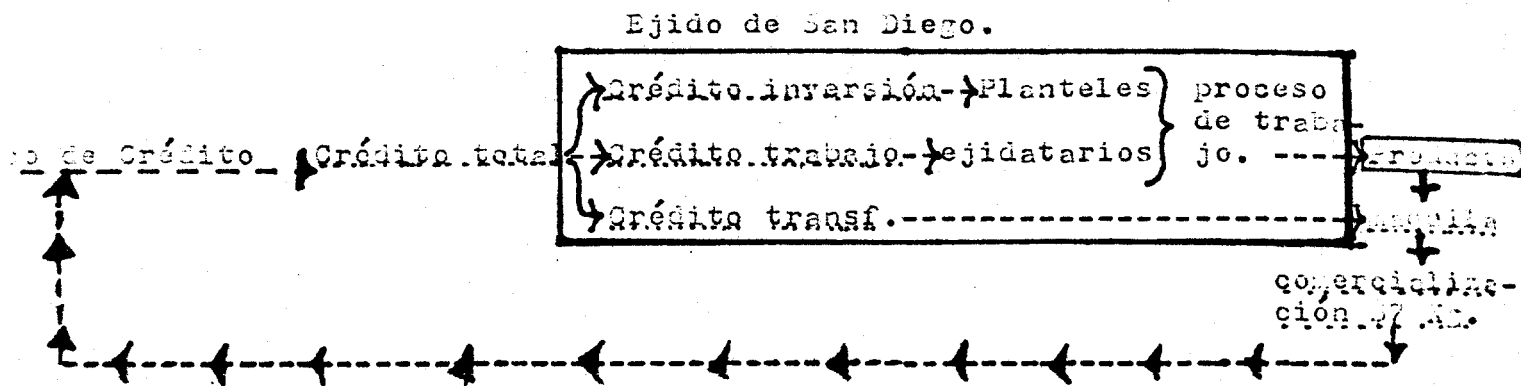 Ejido de San Diego.
Crédito inversión Planteles proceso
de traba-
de Crédito Crédito total Crédito trabajo ejidatarios jo. Producto
Crédito transf.
comercializa-
ción